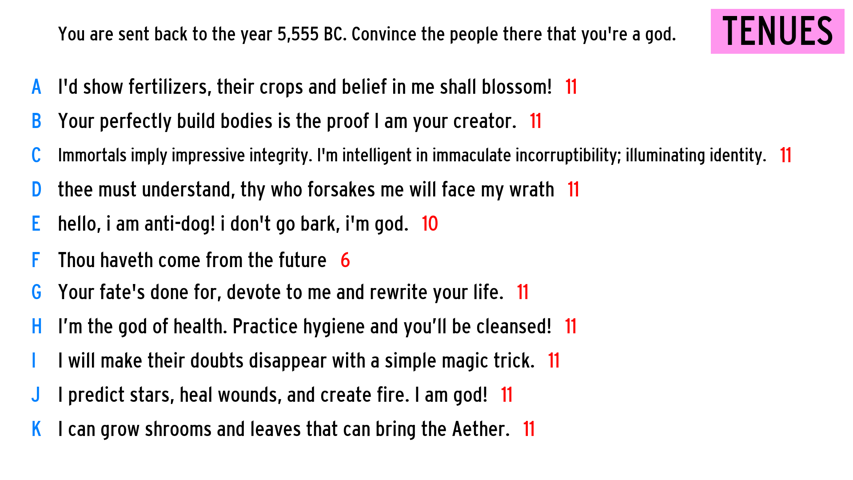 You are sent back to the year 5,555 BC. Convince the people there that you're a god.
TENUES
A I'd show fertilizers, their crops and belief in me shall blossom! 11
B Your perfectly build bodies is the proof I am your creator. 11
C Immortals imply impressive integrity. I'm intelligent in immaculate incorruptibility; illuminating identity. 11
D thee must understand, thy who forsakes me will face my wrath 11
E hello, i am anti-dog! i don't go bark, i'm god. 10
F Thou haveth come from the future 6
G Your fate's done for, devote to me and rewrite your life. 11
H I’m the god of health. Practice hygiene and you’ll be cleansed! 11
I I will make their doubts disappear with a simple magic trick. 11
J I predict stars, heal wounds, and create fire. I am god! 11
K I can grow shrooms and leaves that can bring the Aether. 11